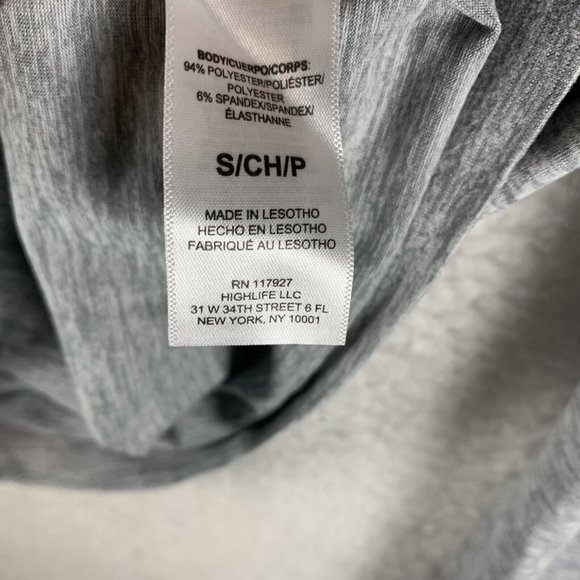 BODY/CUERPO/CORPS:
94% POLYESTER/POLIÉSTER/
POLYESTER
6% SPANDEX/SPANDEX/
ÉLASTHANNE
S/CH/P
MADE IN LESOTHO
HECHO EN LESOTHO
FABRIQUÉ AU LESOTHO
RN 117927
HIGHLIFE LLC
31 W 34TH STREET 6 FL
NEW YORK, NY 10001